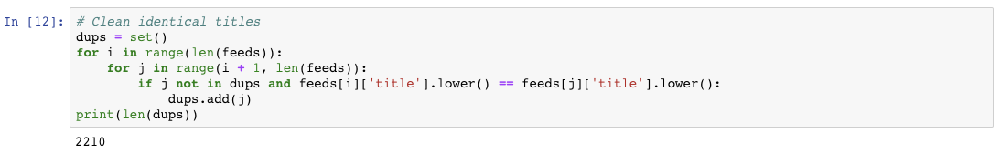 In [12]: # Clean identical titles
dups = set()
for i in range(len(feeds)):
    for j in range(i + 1, len(feeds)):
        if j not in dups and feeds[i]['title'].lower() == feeds[j]['title'].lower():
            dups.add(j)
print(len(dups))
2210